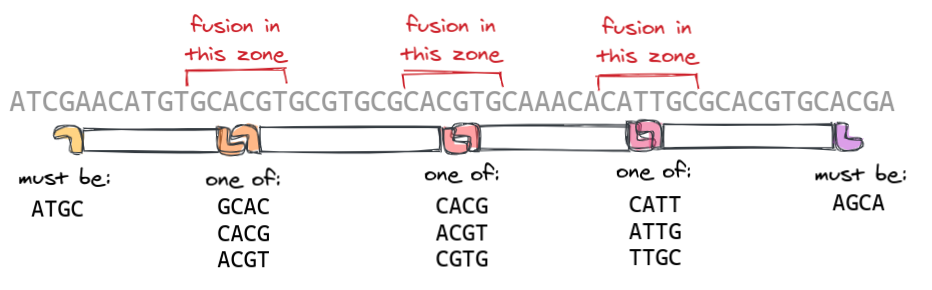 fusion in this zone
fusion in this zone
fusion in this zone
ATCGAACATGTGCACGTGCGTGCGCACGTGCAAACACATTGCGCACGTGCACGA
must be:
ATGC
one of:
GCAC
CACG
ACGT
one of:
CACG
ACGT
CGTG
one of:
CATT
ATTG
TTGC
must be:
AGCA